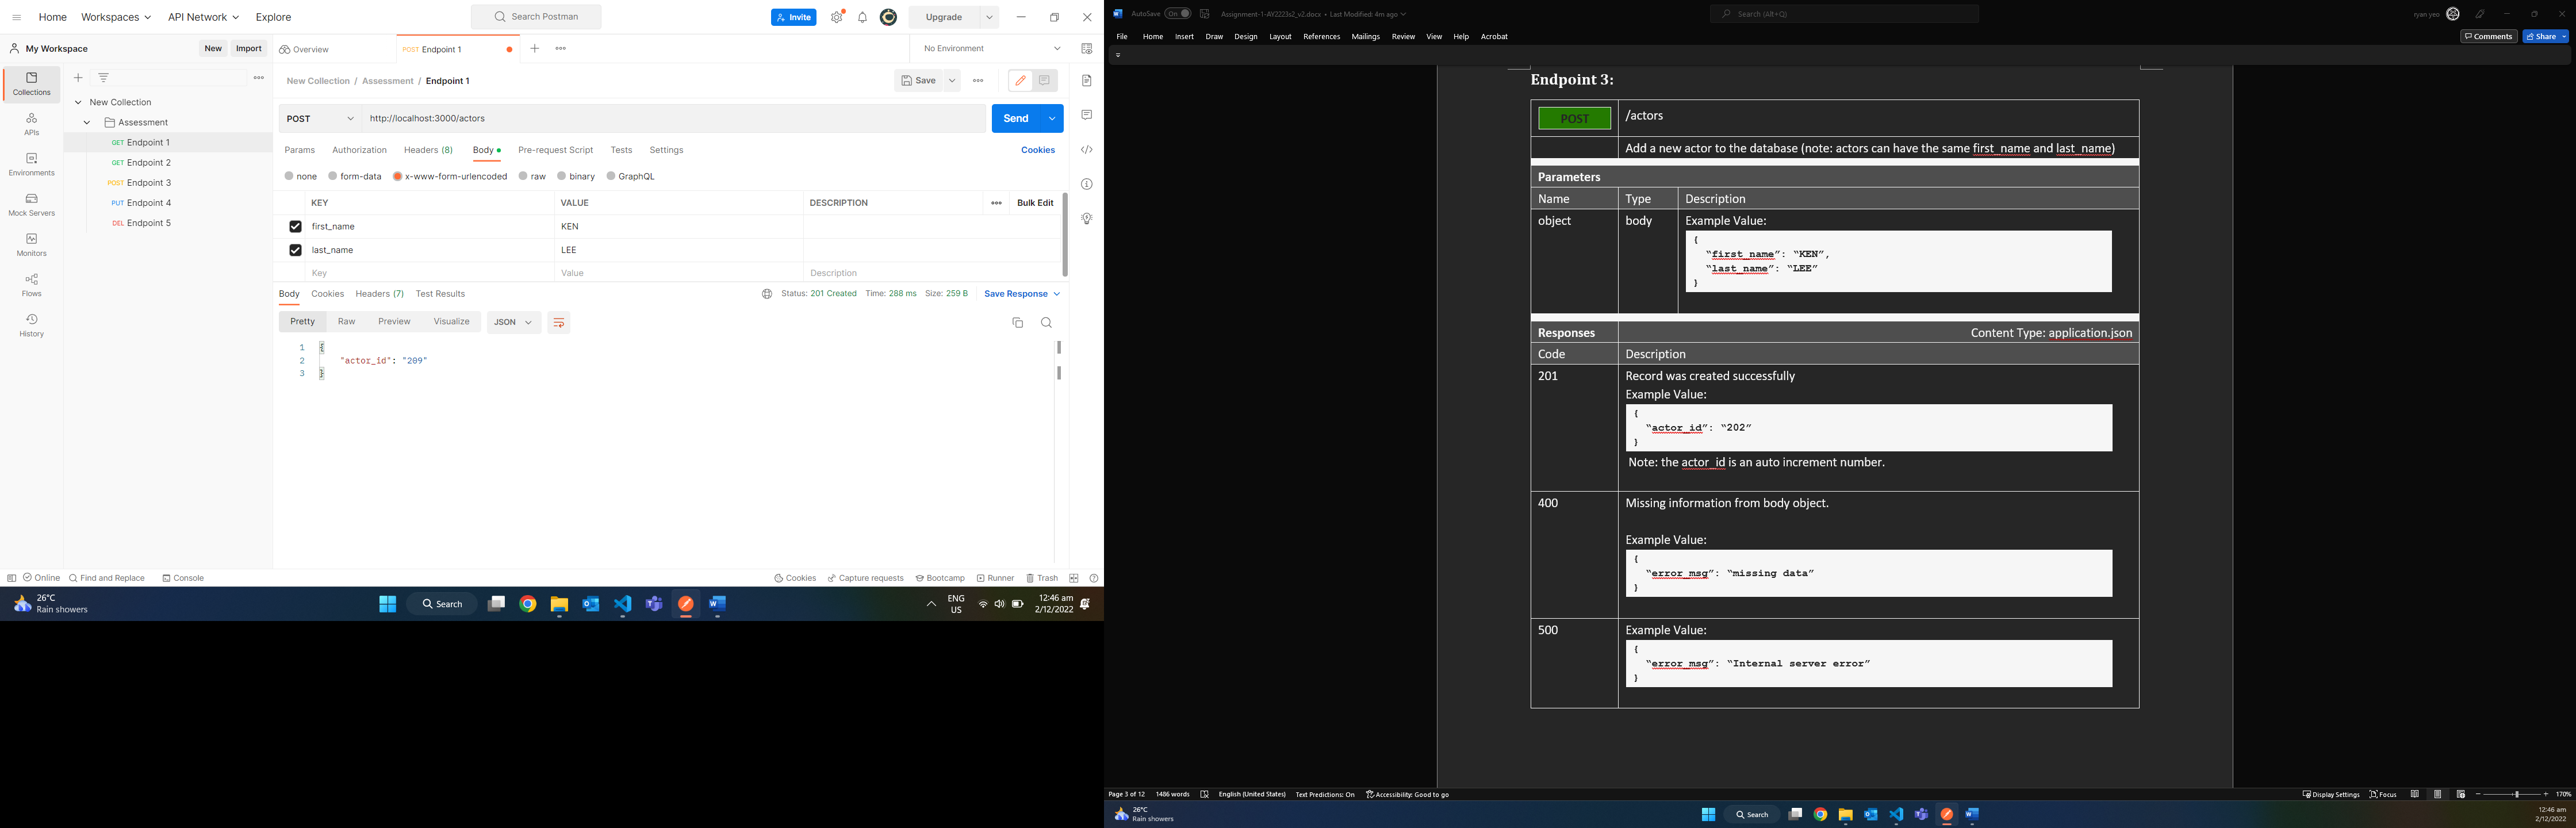 Home Workspaces API Network Explore
Search Postman
Invite
Upgrade
My Workspace
New Import
Overview
POST Endpoint 1
No Environment
Collections
APIs
Environments
Mock Servers
Monitors
Flows
History
New Collection
Assessment
GET Endpoint 1
GET Endpoint 2
POST Endpoint 3
PUT Endpoint 4
DEL Endpoint 5
New Collection / Assessment / Endpoint 1
Save
POST
http://localhost:3000/actors
Send
Params Authorization Headers (8) Body Pre-request Script Tests Settings
Cookies
none form-data x-www-form-urlencoded raw binary GraphQL
KEY VALUE DESCRIPTION Bulk Edit
first_name KEN
last_name LEE
Key Value Description
Body Cookies Headers (7) Test Results
Status: 201 Created Time: 288 ms Size: 259 B Save Response
Pretty Raw Preview Visualize JSON
1 {
2 "actor_id": "209"
3 }
Online Find and Replace Console
Cookies Capture requests Bootcamp Runner Trash
26°C
Rain showers
Search
ENG
US
12:46 am
2/12/2022
AutoSave On
Assignment-1-AY2223s2_v2.docx • Last Modified: 4m ago
Search (Alt+Q)
ryan yeo
File Home Insert Draw Design Layout References Mailings Review View Help Acrobat
Comments Share
Endpoint 3:
POST /actors
Add a new actor to the database (note: actors can have the same first_name and last_name)
Parameters
Name Type Description
object body Example Value:
{
“first_name”: “KEN”,
“last_name”: “LEE”
}
Responses Content Type: application.json
Code Description
201 Record was created successfully
Example Value:
{
“actor_id”: “202”
}
Note: the actor_id is an auto increment number.
400 Missing information from body object.
Example Value:
{
“error_msg”: “missing data”
}
500 Example Value:
{
“error_msg”: “Internal server error”
}
Page 3 of 12 1486 words English (United States) Text Predictions: On Accessibility: Good to go
Display Settings Focus 170%
26°C
Rain showers
Search
12:46 am
2/12/2022